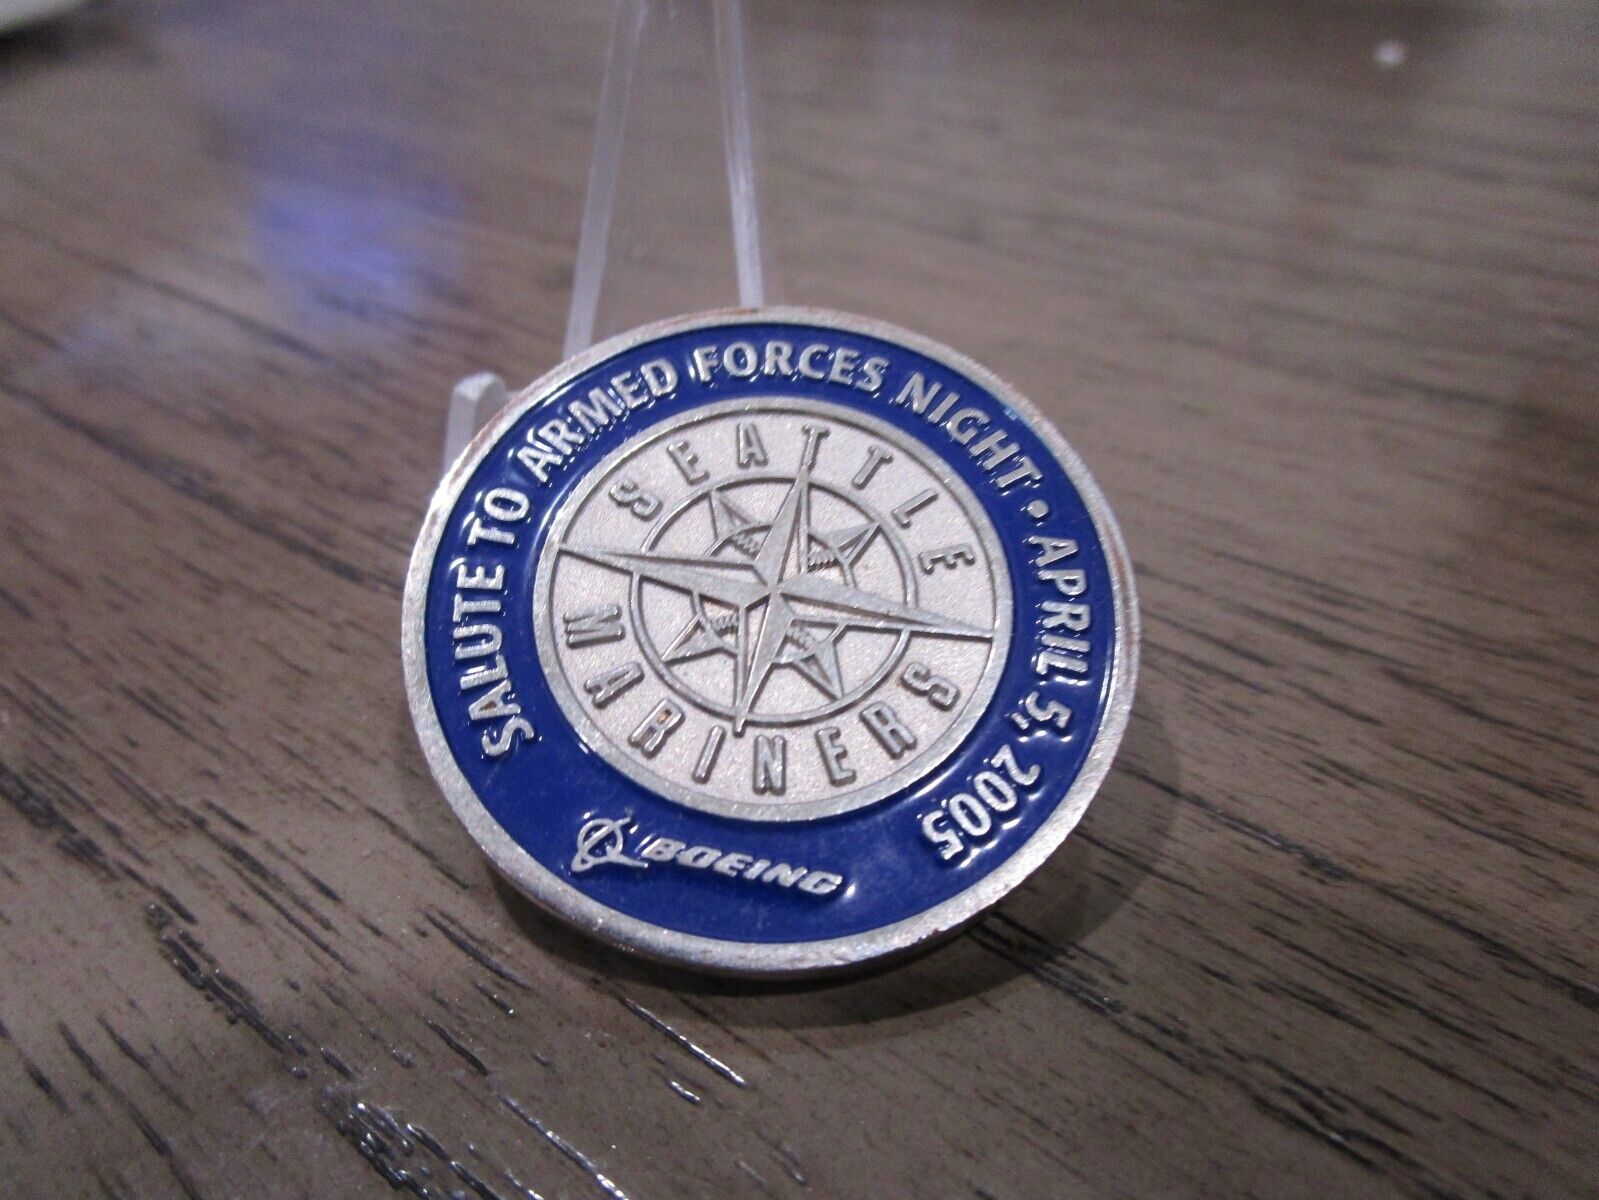 SALUTE TO ARMED FORCES NIGHT • APRIL 5, 2005
SEATTLE
MARINERS
BOEING